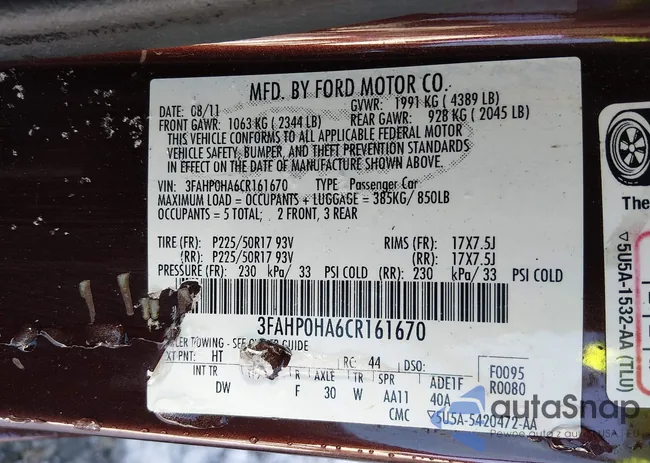 MFD. BY FORD MOTOR CO.
DATE: 08/11 GVWR: 1991 KG ( 4389 LB)
FRONT GAWR: 1063 KG ( 2344 LB) REAR GAWR: 928 KG ( 2045 LB)
THIS VEHICLE CONFORMS TO ALL APPLICABLE FEDERAL MOTOR
VEHICLE SAFETY, BUMPER, AND THEFT PREVENTION STANDARDS
IN EFFECT ON THE DATE OF MANUFACTURE SHOWN ABOVE.
VIN: 3FAHP0HA6CR161670 TYPE: Passenger Car
MAXIMUM LOAD = OCCUPANTS + LUGGAGE = 385KG/ 850LB
OCCUPANTS = 5 TOTAL; 2 FRONT, 3 REAR
TIRE (FR): P225/50R17 93V RIMS (FR): 17X7.5J
(RR): P225/50R17 93V (RR): 17X7.5J
PRESSURE (FR): 230 kPa/ 33 PSI COLD (RR): 230 kPa/ 33 PSI COLD
3FAHP0HA6CR161670
TOWING - SEE GUIDE
XT PNT: HT RC: 44 DSO: F0095
INT TR R AXLE TR SPR R0080
DW F 30 W AA11 ADE1F
40A
CMC ▽5U5A-5420472-AA
The
▽5U5A-1532-AA (TLU)
autaSnap
Pewne auto z USA